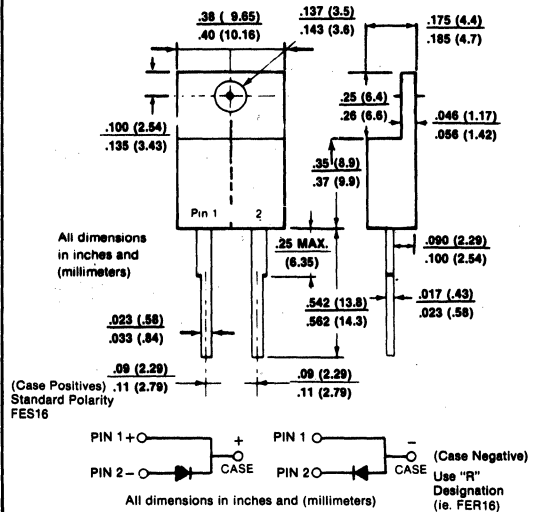 .38 ( 9.65)
.40 (10.16)
.137 (3.5)
.143 (3.6)
.175 (4.4)
.185 (4.7)
.100 (2.54)
.135 (3.43)
.25 (6.4)
.26 (6.6)
.046 (1.17)
.056 (1.42)
.35 (8.9)
.37 (9.9)
Pin 1 2
All dimensions
in inches and
(millimeters)
.25 MAX.
(6.35)
.090 (2.29)
.100 (2.54)
.542 (13.8)
.562 (14.3)
.017 (.43)
.023 (.58)
.023 (.58)
.033 (.84)
.09 (2.29)
.11 (2.79)
.09 (2.29)
.11 (2.79)
(Case Positives)
Standard Polarity
FES16
PIN 1 +
PIN 2 –
+
CASE
PIN 1
PIN 2
–
CASE
(Case Negative)
Use "R"
Designation
(ie. FER16)
All dimensions in inches and (millimeters)